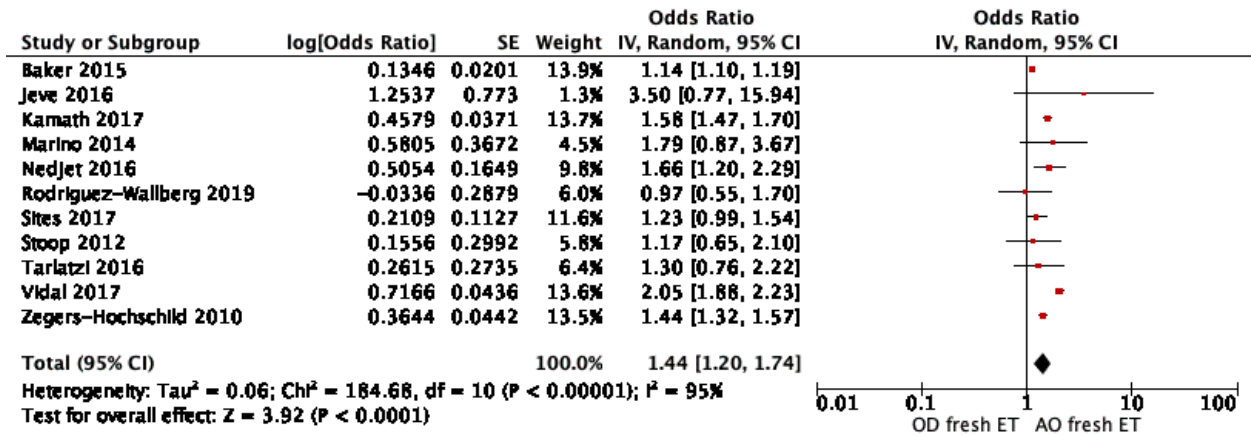 Odds Ratio Odds Ratio
Study or Subgroup log[Odds Ratio] SE Weight IV, Random, 95% CI IV, Random, 95% CI
Baker 2015 0.1346 0.0201 13.9% 1.14 [1.10, 1.19]
Jeve 2016 1.2537 0.773 1.3% 3.50 [0.77, 15.94]
Kamath 2017 0.4579 0.0371 13.7% 1.58 [1.47, 1.70]
Marino 2014 0.5805 0.3672 4.5% 1.79 [0.87, 3.67]
Nedjet 2016 0.5054 0.1649 9.8% 1.66 [1.20, 2.29]
Rodriguez-Wallberg 2019 -0.0336 0.2879 6.0% 0.97 [0.55, 1.70]
Sites 2017 0.2109 0.1127 11.6% 1.23 [0.99, 1.54]
Stoop 2012 0.1556 0.2992 5.8% 1.17 [0.65, 2.10]
Tarlatzi 2016 0.2615 0.2735 6.4% 1.30 [0.76, 2.22]
Vidal 2017 0.7166 0.0436 13.6% 2.05 [1.88, 2.23]
Zegers-Hochschild 2010 0.3644 0.0442 13.5% 1.44 [1.32, 1.57]
Total (95% CI) 100.0% 1.44 [1.20, 1.74]
Heterogeneity: Tau² = 0.06; Chi² = 184.68, df = 10 (P < 0.00001); I² = 95%
Test for overall effect: Z = 3.92 (P < 0.0001)
0.01 0.1 1 10 100
OD fresh ET AO fresh ET